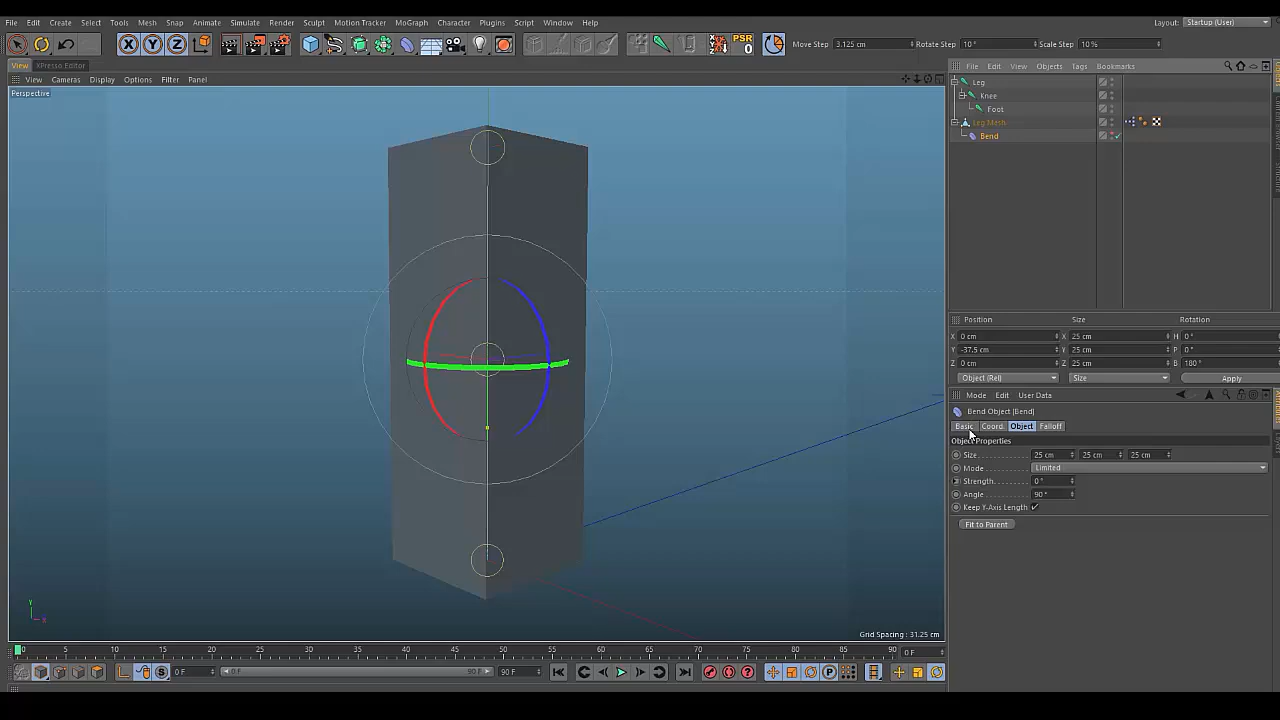 File Edit Create Select Tools Mesh Snap Animate Simulate Render Sculpt Motion Tracker MoGraph Character Plugins Script Window Help Layout: Startup (User)
X Y Z PSR 0 Move Step 3.125 cm Rotate Step 10° Scale Step 10 %
View XPresso Editor File Edit View Objects Tags Bookmarks
View Cameras Display Options Filter Panel
Perspective
Leg
Knee
Foot
Leg Mesh
Bend
Position Size Rotation
X 0 cm X 25 cm H 0°
Y -37.5 cm Y 25 cm P 0°
Z 0 cm Z 25 cm B 180°
Object (Rel) Size Apply
Mode Edit User Data
Bend Object [Bend]
Basic Coord. Object Falloff
Object Properties
Size 25 cm 25 cm 25 cm
Mode Limited
Strength 0°
Angle 90°
Keep Y-Axis Length ✓
Fit to Parent
Y X
Grid Spacing : 31.25 cm
0 5 10 15 20 25 30 35 40 45 50 55 60 65 70 75 80 85 90 0 F
0 F 0 F 90 F 90 F